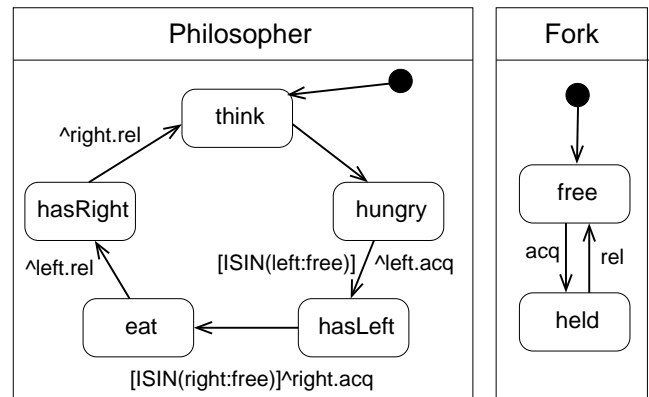 Philosopher
think
^right.rel
hasRight
hungry
[ISIN(left:free)]
^left.acq
^left.rel
eat
hasLeft
[ISIN(right:free)]^right.acq
Fork
free
acq
rel
held